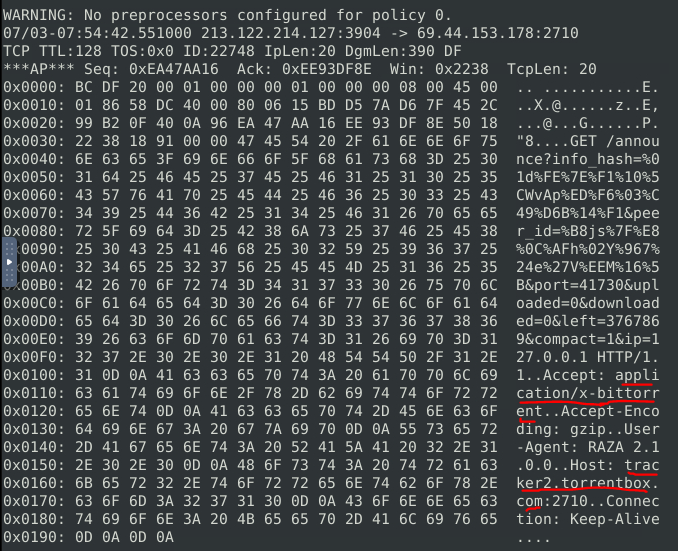 WARNING: No preprocessors configured for policy 0.
07/03-07:54:42.551000 213.122.214.127:3904 -> 69.44.153.178:2710
TCP TTL:128 TOS:0x0 ID:22748 IpLen:20 DgmLen:390 DF
***AP*** Seq: 0xEA47AA16  Ack: 0xEE93DF8E  Win: 0x2238  TcpLen: 20
0x0000: BC DF 20 00 01 00 00 00 01 00 00 00 08 00 45 00  .. ...........E.
0x0010: 01 86 58 DC 40 00 80 06 15 BD D5 7A D6 7F 45 2C  ..X.@......z..E,
0x0020: 99 B2 0F 40 0A 96 EA 47 AA 16 EE 93 DF 8E 50 18  ...@...G......P.
0x0030: 22 38 18 91 00 00 47 45 54 20 2F 61 6E 6E 6F 75  "8....GET /annou
0x0040: 6E 63 65 3F 69 6E 66 6F 5F 68 61 73 68 3D 25 30  nce?info_hash=%0
0x0050: 31 64 25 46 45 25 37 45 25 46 31 25 31 30 25 35  1d%FE%7E%F1%10%5
0x0060: 43 57 76 41 70 25 45 44 25 46 36 25 30 33 25 43  CWvAp%ED%F6%03%C
0x0070: 34 39 25 44 36 42 25 31 34 25 46 31 26 70 65 65  49%D6B%14%F1&pee
0x0080: 72 5F 69 64 3D 25 42 38 6A 73 25 37 46 25 45 38  r_id=%B8js%7F%E8
0x0090: 25 30 43 25 41 46 68 25 30 32 59 25 39 36 37 25  %0C%AFh%02Y%967%
0x00A0: 32 34 65 25 32 37 56 25 45 45 4D 25 31 36 25 35  24e%27V%EEM%16%5
0x00B0: 42 26 70 6F 72 74 3D 34 31 37 33 30 26 75 70 6C  B&port=41730&upl
0x00C0: 6F 61 64 65 64 3D 30 26 64 6F 77 6E 6C 6F 61 64  oaded=0&download
0x00D0: 65 64 3D 30 26 6C 65 66 74 3D 33 37 36 37 38 36  ed=0&left=376786
0x00E0: 39 26 63 6F 6D 70 61 63 74 3D 31 26 69 70 3D 31  9&compact=1&ip=1
0x00F0: 32 37 2E 30 2E 30 2E 31 20 48 54 54 50 2F 31 2E  27.0.0.1 HTTP/1.
0x0100: 31 0D 0A 41 63 63 65 70 74 3A 20 61 70 70 6C 69  1..Accept: appli
0x0110: 63 61 74 69 6F 6E 2F 78 2D 62 69 74 74 6F 72 72  cation/x-bittorr
0x0120: 65 6E 74 0D 0A 41 63 63 65 70 74 2D 45 6E 63 6F  ent..Accept-Enco
0x0130: 64 69 6E 67 3A 20 67 7A 69 70 0D 0A 55 73 65 72  ding: gzip..User
0x0140: 2D 41 67 65 6E 74 3A 20 52 41 5A 41 20 32 2E 31  -Agent: RAZA 2.1
0x0150: 2E 30 2E 30 0D 0A 48 6F 73 74 3A 20 74 72 61 63  .0.0..Host: trac
0x0160: 6B 65 72 32 2E 74 6F 72 72 65 6E 74 62 6F 78 2E  ker2.torrentbox.
0x0170: 63 6F 6D 3A 32 37 31 30 0D 0A 43 6F 6E 6E 65 63  com:2710..Connec
0x0180: 74 69 6F 6E 3A 20 4B 65 65 70 2D 41 6C 69 76 65  tion: Keep-Alive
0x0190: 0D 0A 0D 0A  ....